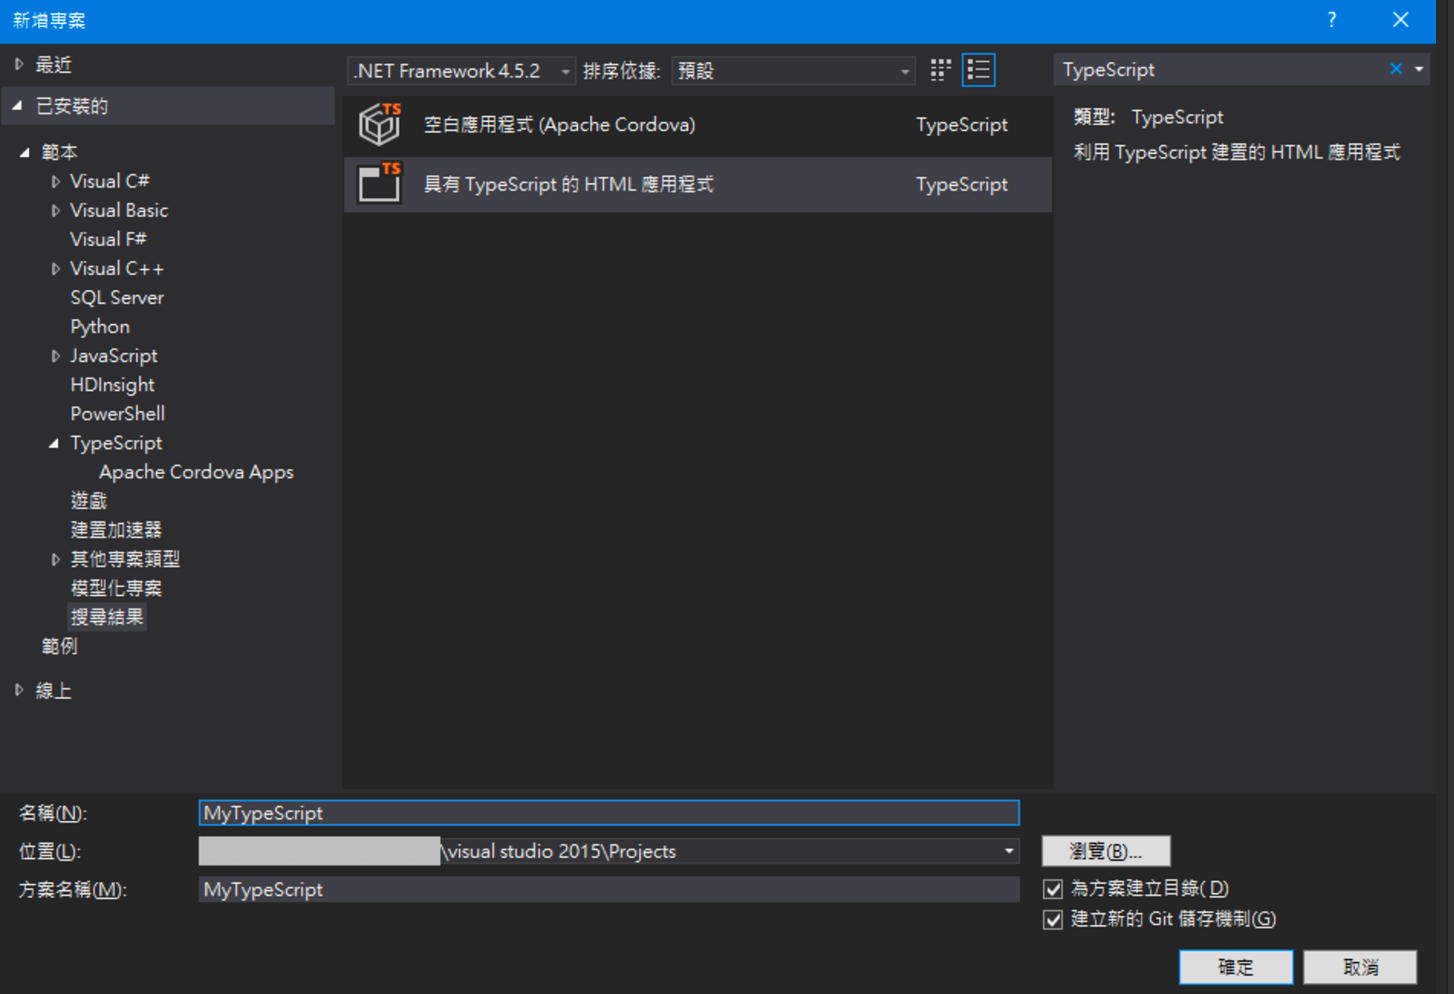 新增專案
?
最近
已安裝的
範本
Visual C#
Visual Basic
Visual F#
Visual C++
SQL Server
Python
JavaScript
HDInsight
PowerShell
TypeScript
Apache Cordova Apps
遊戲
建置加速器
其他專案類型
模型化專案
搜尋結果
範例
線上
.NET Framework 4.5.2 排序依據: 預設
TS 空白應用程式 (Apache Cordova) TypeScript
TS 具有 TypeScript 的 HTML 應用程式 TypeScript
TypeScript
類型: TypeScript
利用 TypeScript 建置的 HTML 應用程式
名稱(N): MyTypeScript
位置(L): \visual studio 2015\Projects 瀏覽(B)...
方案名稱(M): MyTypeScript
為方案建立目錄( D)
建立新的 Git 儲存機制(G)
確定 取消